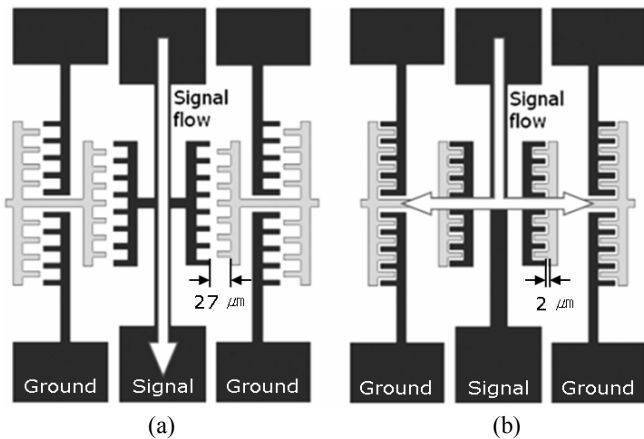 Signal
flow
27 ㎛
Ground
Signal
Ground
(a)
Signal
flow
2 ㎛
Ground
Signal
Ground
(b)